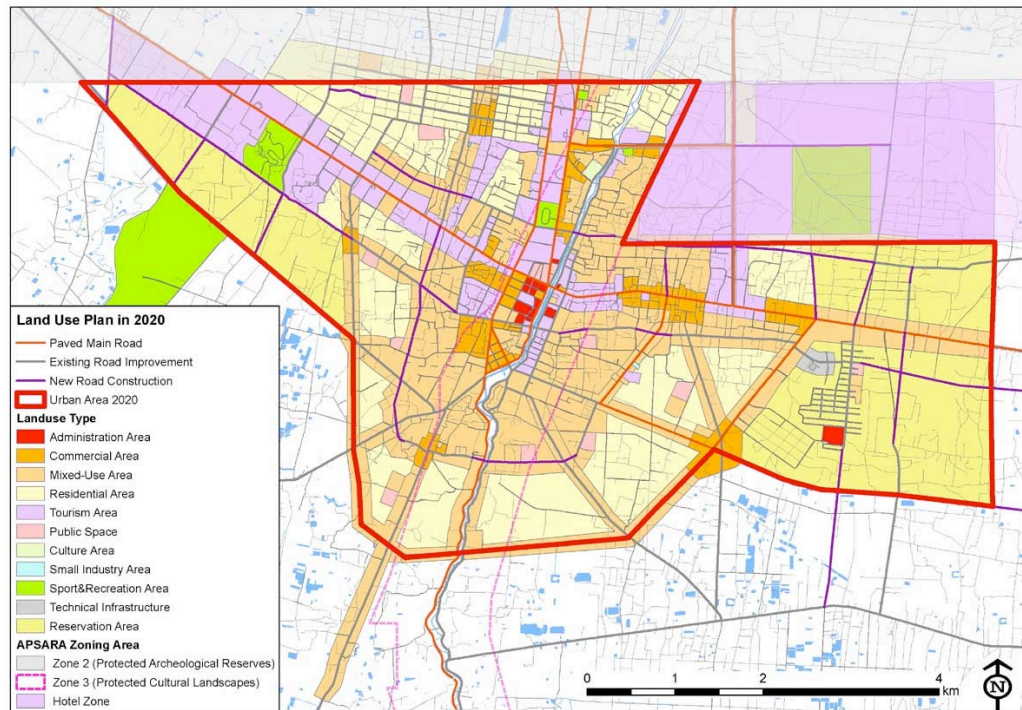 Land Use Plan in 2020
Paved Main Road
Existing Road Improvement
New Road Construction
Urban Area 2020
Landuse Type
Administration Area
Commercial Area
Mixed-Use Area
Residential Area
Tourism Area
Public Space
Culture Area
Small Industry Area
Sport&Recreation Area
Technical Infrastructure
Reservation Area
APSARA Zoning Area
Zone 2 (Protected Archeological Reserves)
Zone 3 (Protected Cultural Landscapes)
Hotel Zone
0 1 2 4
km
N